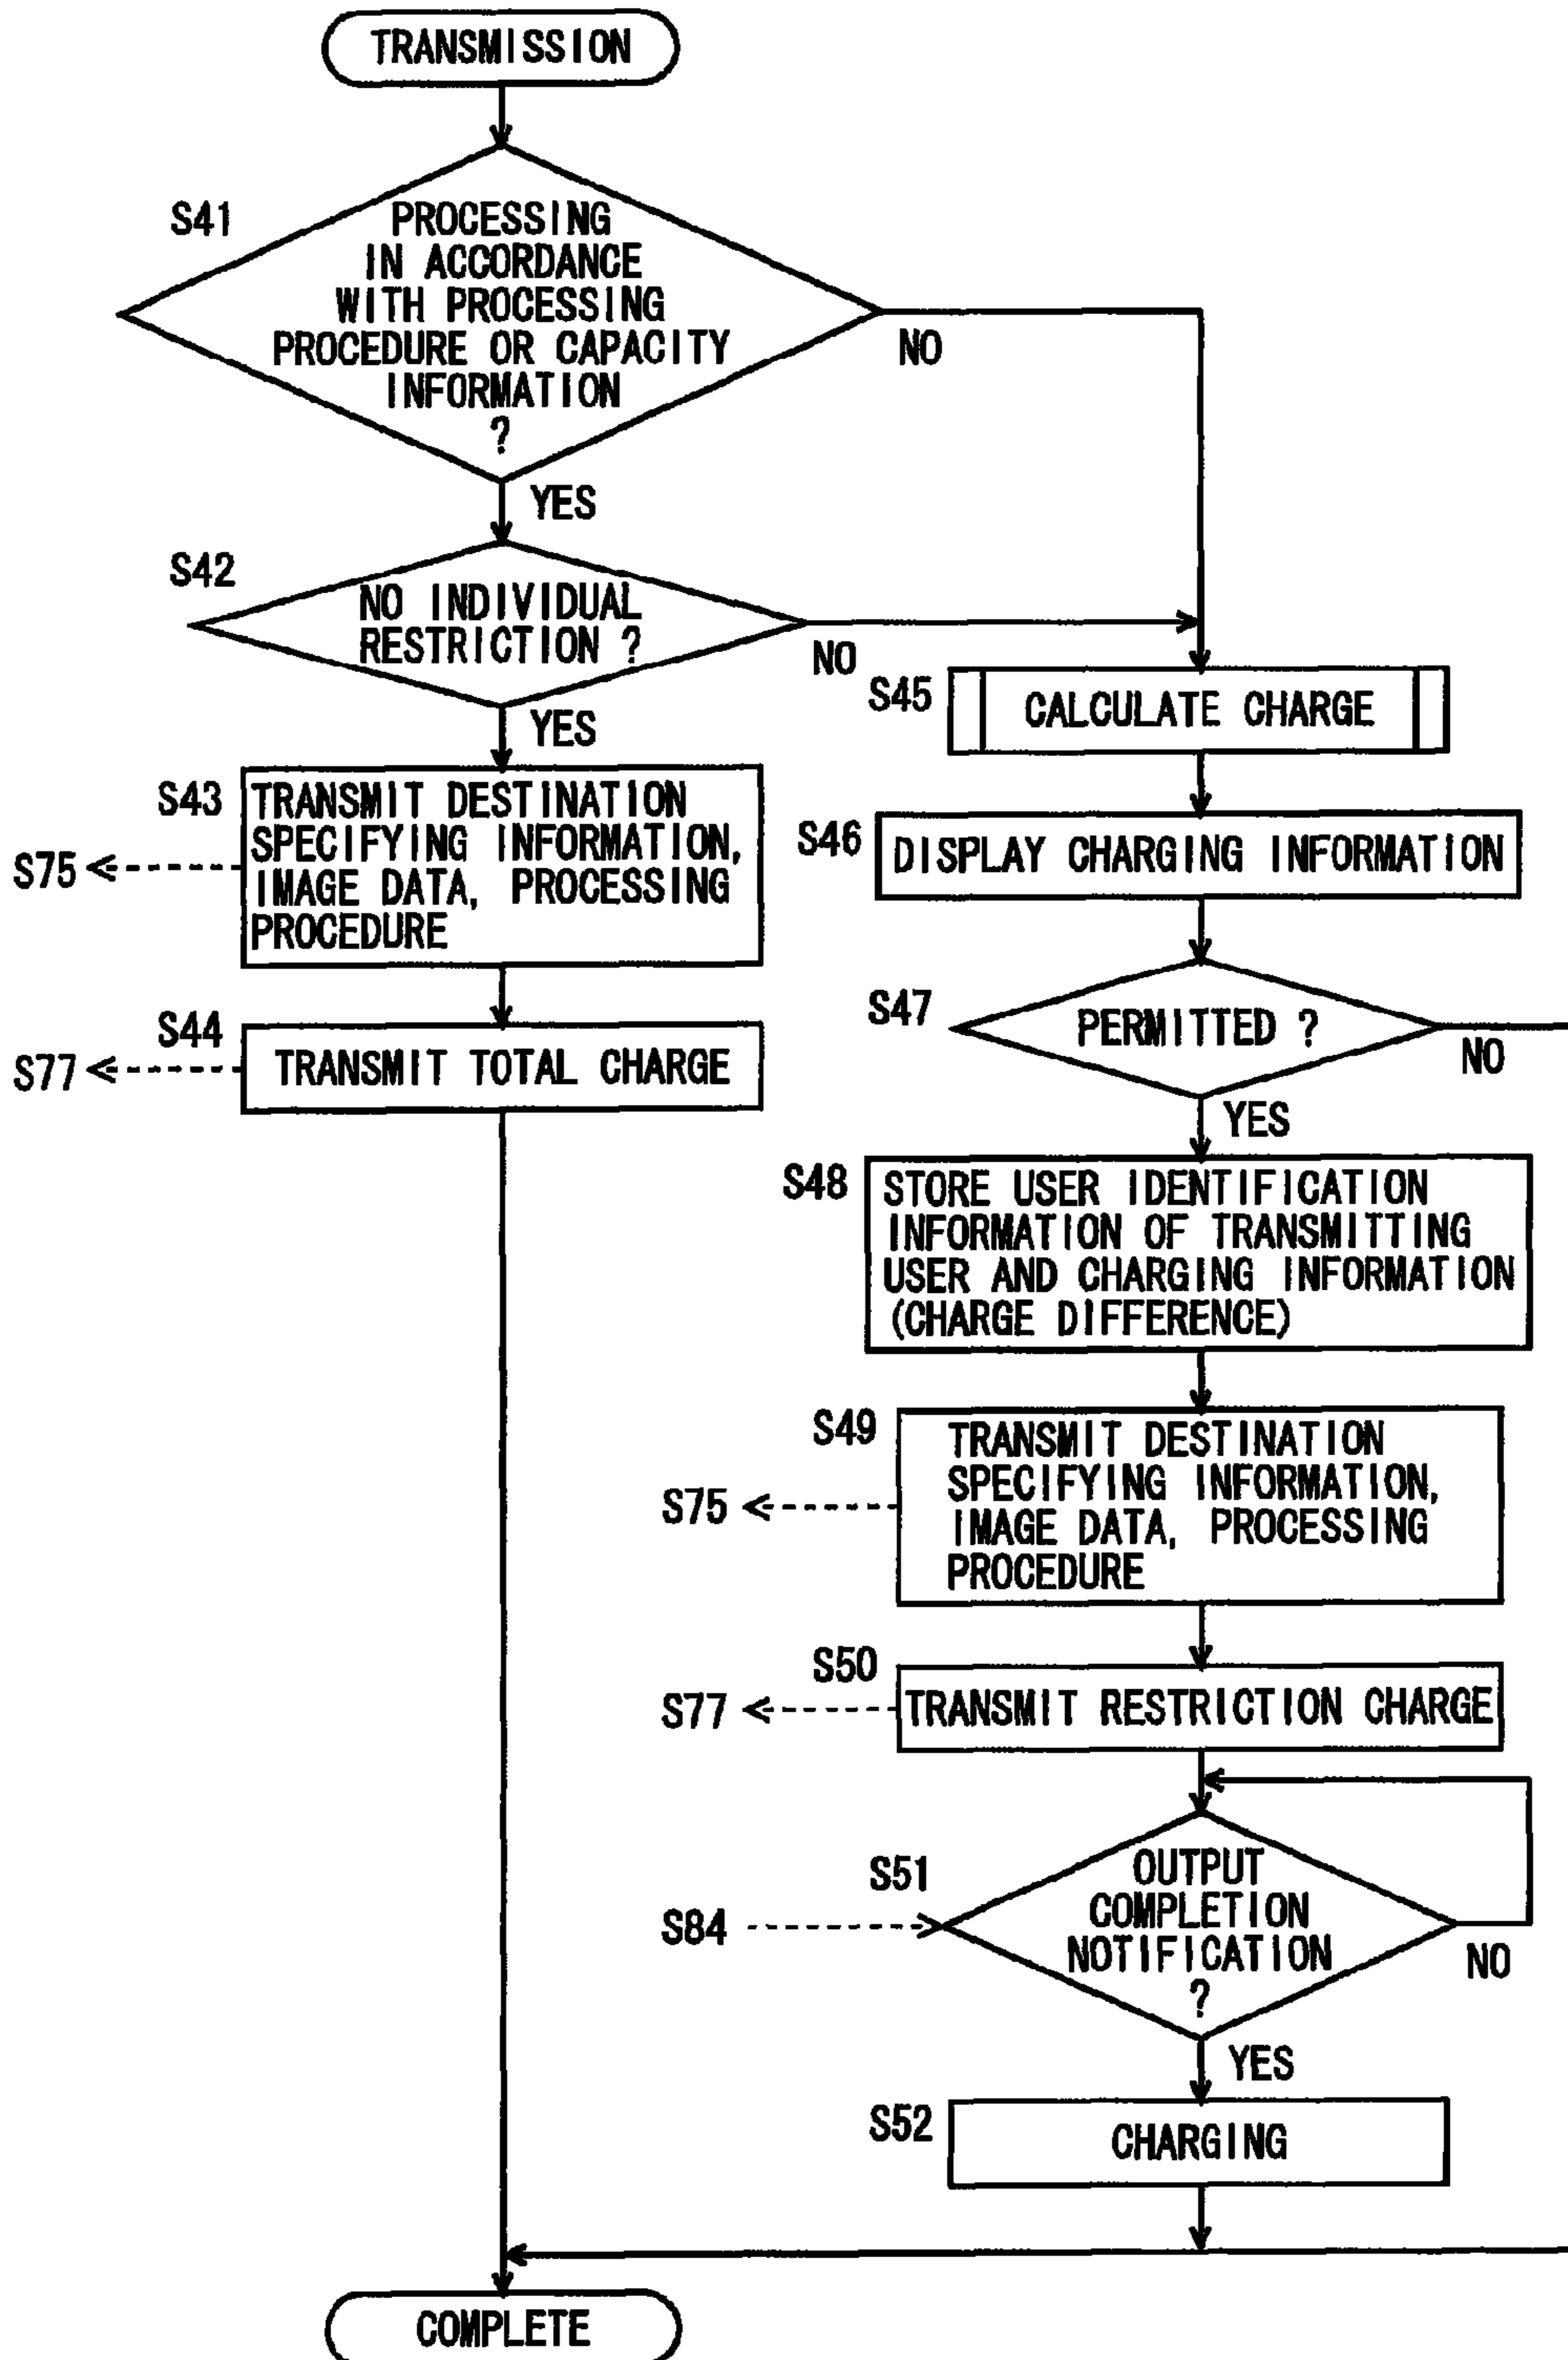 TRANSMISSION
S41
PROCESSING
IN ACCORDANCE
WITH PROCESSING
PROCEDURE OR CAPACITY
INFORMATION
?
NO
YES
S42
NO INDIVIDUAL
RESTRICTION ?
NO
YES
S43
TRANSMIT DESTINATION
SPECIFYING INFORMATION,
IMAGE DATA, PROCESSING
PROCEDURE
S75
S44
TRANSMIT TOTAL CHARGE
S77
S45
CALCULATE CHARGE
S46
DISPLAY CHARGING INFORMATION
S47
PERMITTED ?
NO
YES
S48
STORE USER IDENTIFICATION
INFORMATION OF TRANSMITTING
USER AND CHARGING INFORMATION
(CHARGE DIFFERENCE)
S49
TRANSMIT DESTINATION
SPECIFYING INFORMATION,
IMAGE DATA, PROCESSING
PROCEDURE
S75
S50
TRANSMIT RESTRICTION CHARGE
S77
S51
OUTPUT
COMPLETION
NOTIFICATION
?
S84
NO
YES
S52
CHARGING
COMPLETE